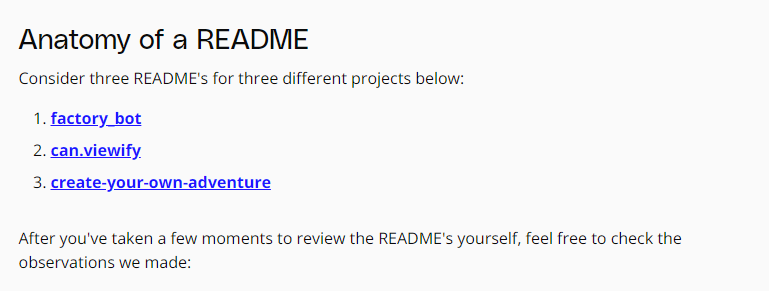 Anatomy of a README
Consider three README's for three different projects below:
1. factory_bot
2. can.viewify
3. create-your-own-adventure
After you've taken a few moments to review the README's yourself, feel free to check the
observations we made: